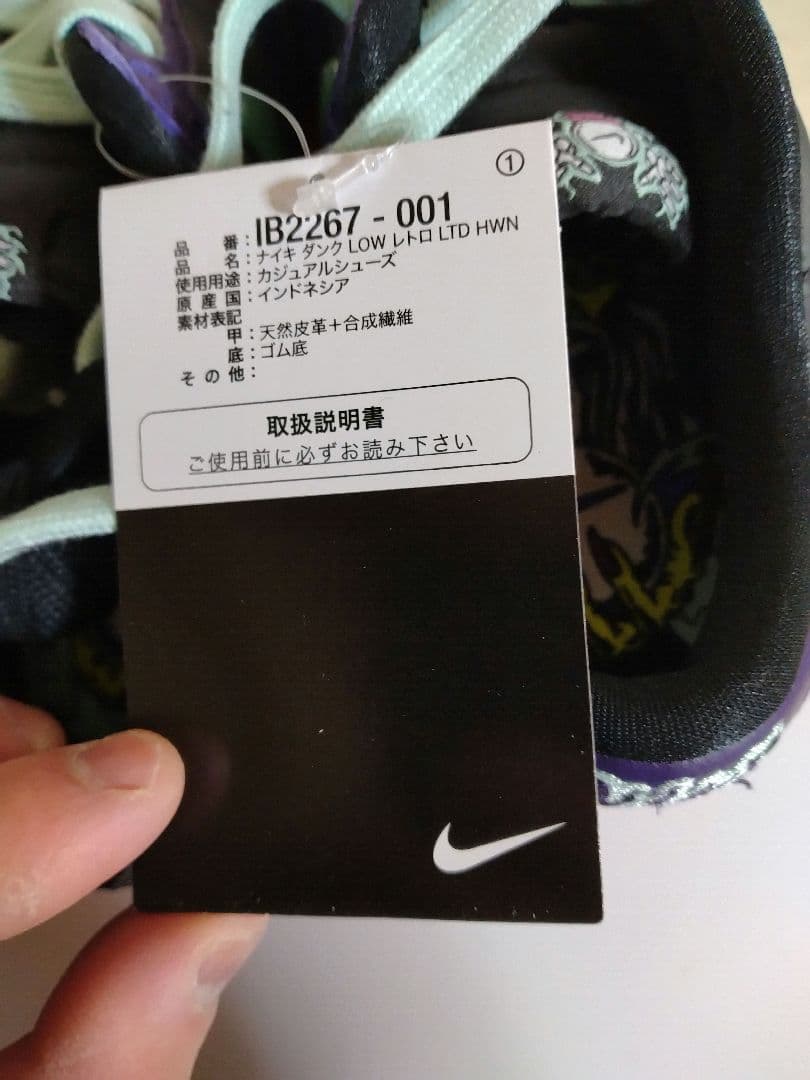 ①
品番:IB2267-001
品名:ナイキ ダンク LOW レトロ LTD HWN
使用用途:カジュアルシューズ
原産国:インドネシア
素材表記
甲:天然皮革+合成繊維
底:ゴム底
その他:
取扱説明書
ご使用前に必ずお読み下さい